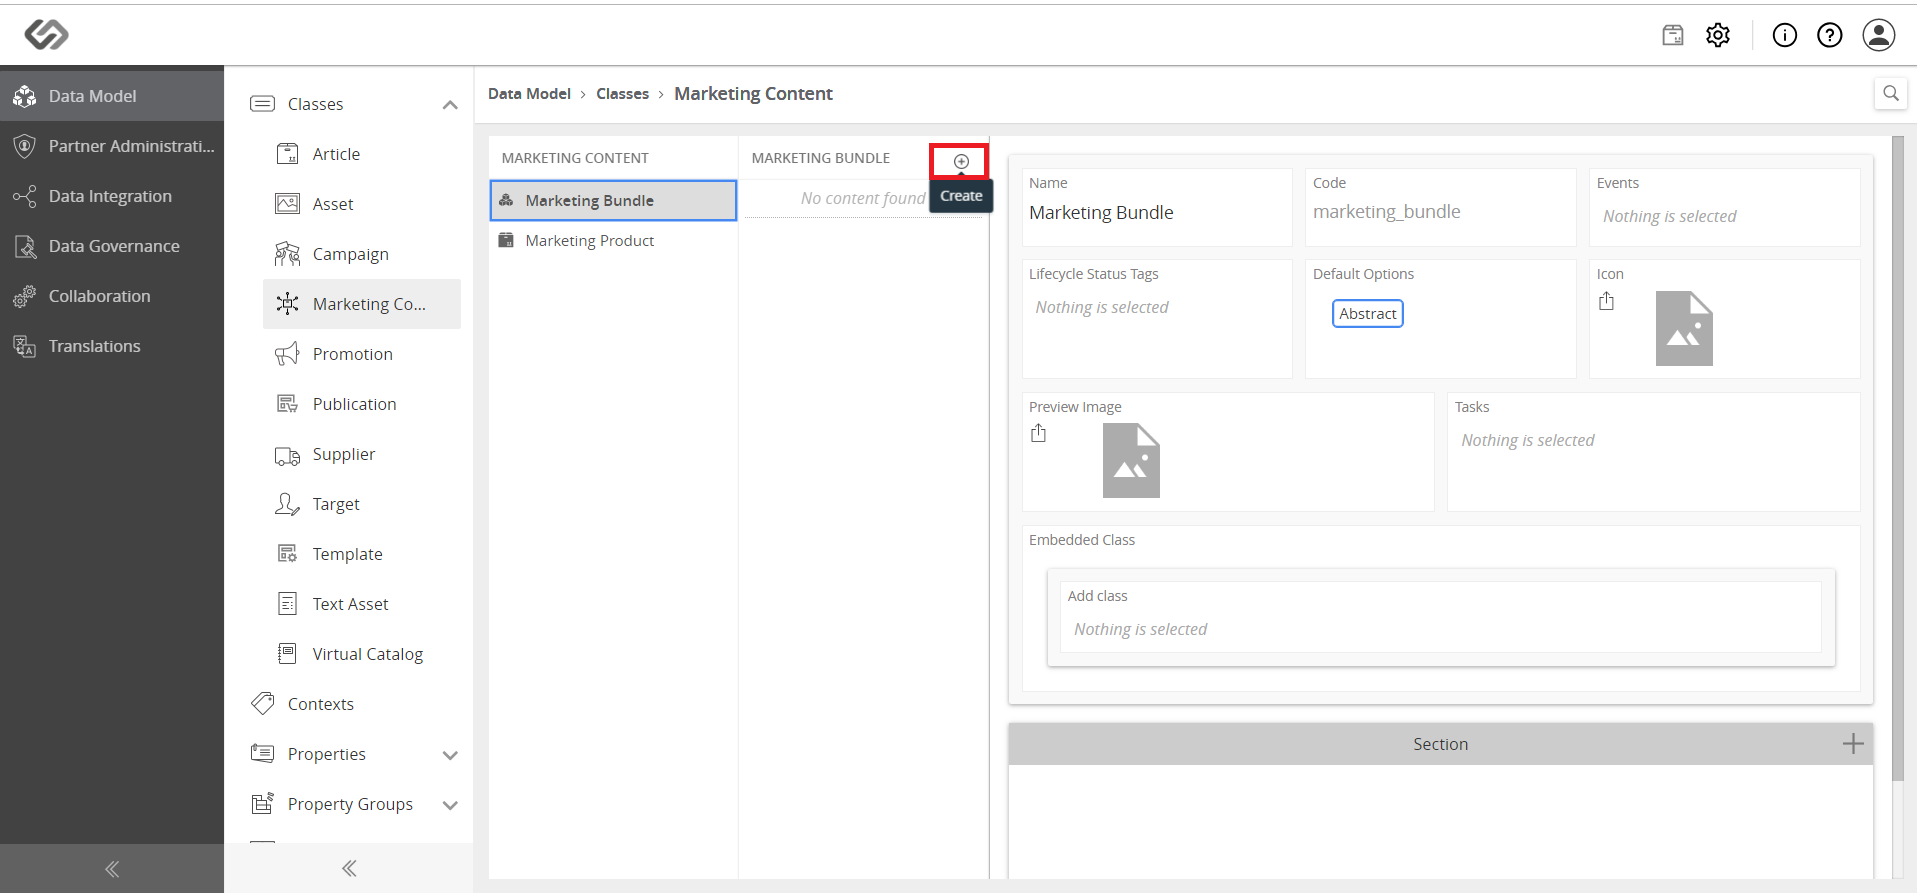 Data Model
Partner Administrati...
Data Integration
Data Governance
Collaboration
Translations
Classes
Article
Asset
Campaign
Marketing Co...
Promotion
Publication
Supplier
Target
Template
Text Asset
Virtual Catalog
Contexts
Properties
Property Groups
Data Model › Classes › Marketing Content
MARKETING CONTENT
Marketing Bundle
Marketing Product
MARKETING BUNDLE
No content found
Create
Name
Marketing Bundle
Code
marketing_bundle
Events
Nothing is selected
Lifecycle Status Tags
Nothing is selected
Default Options
Abstract
Icon
Preview Image
Tasks
Nothing is selected
Embedded Class
Add class
Nothing is selected
Section